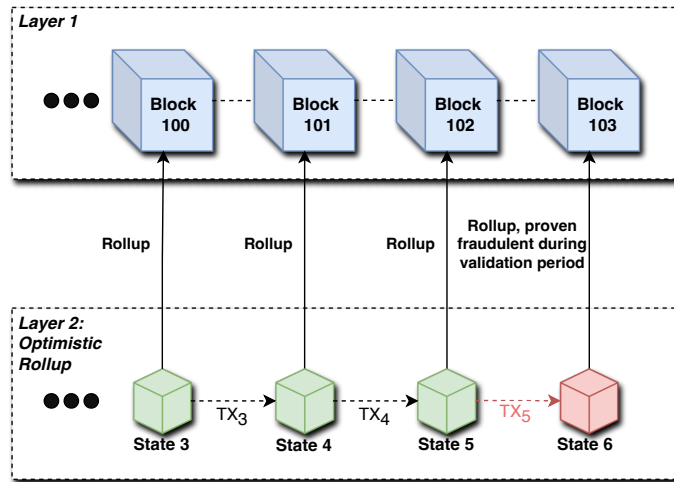 Layer 1
Block
100
Block
101
Block
102
Block
103
Rollup
Rollup
Rollup
Rollup, proven
fraudulent during
validation period
Layer 2:
Optimistic
Rollup
TX3
TX4
TX5
State 3
State 4
State 5
State 6